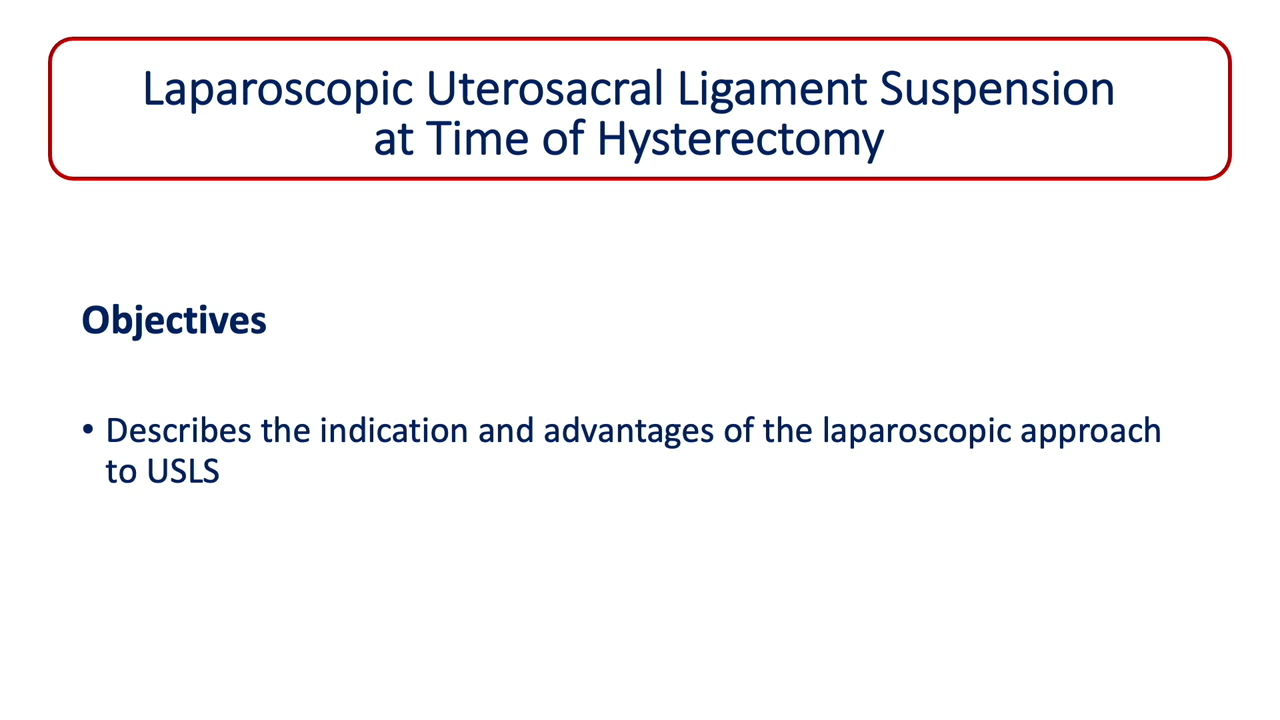 Laparoscopic Uterosacral Ligament Suspension
at Time of Hysterectomy
Objectives
• Describes the indication and advantages of the laparoscopic approach
to USLS